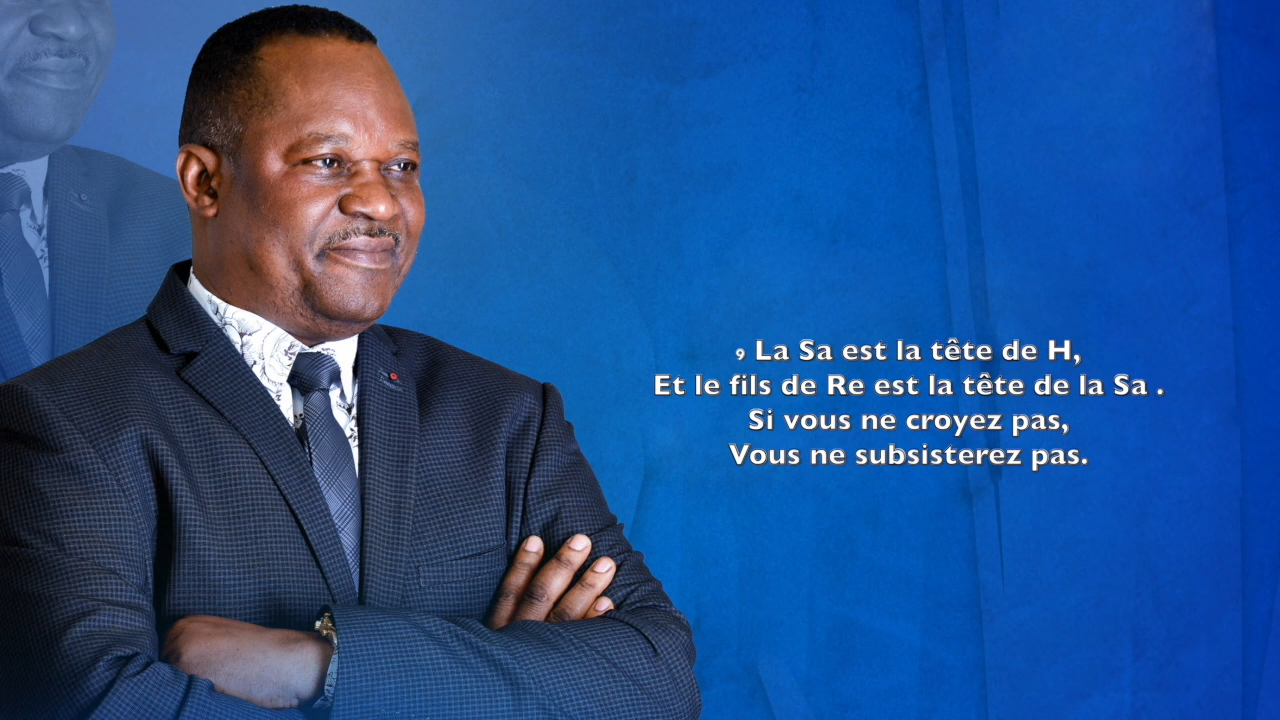 9 La Sa est la tête de H,
Et le fils de Re est la tête de la Sa .
Si vous ne croyez pas,
Vous ne subsisterez pas.